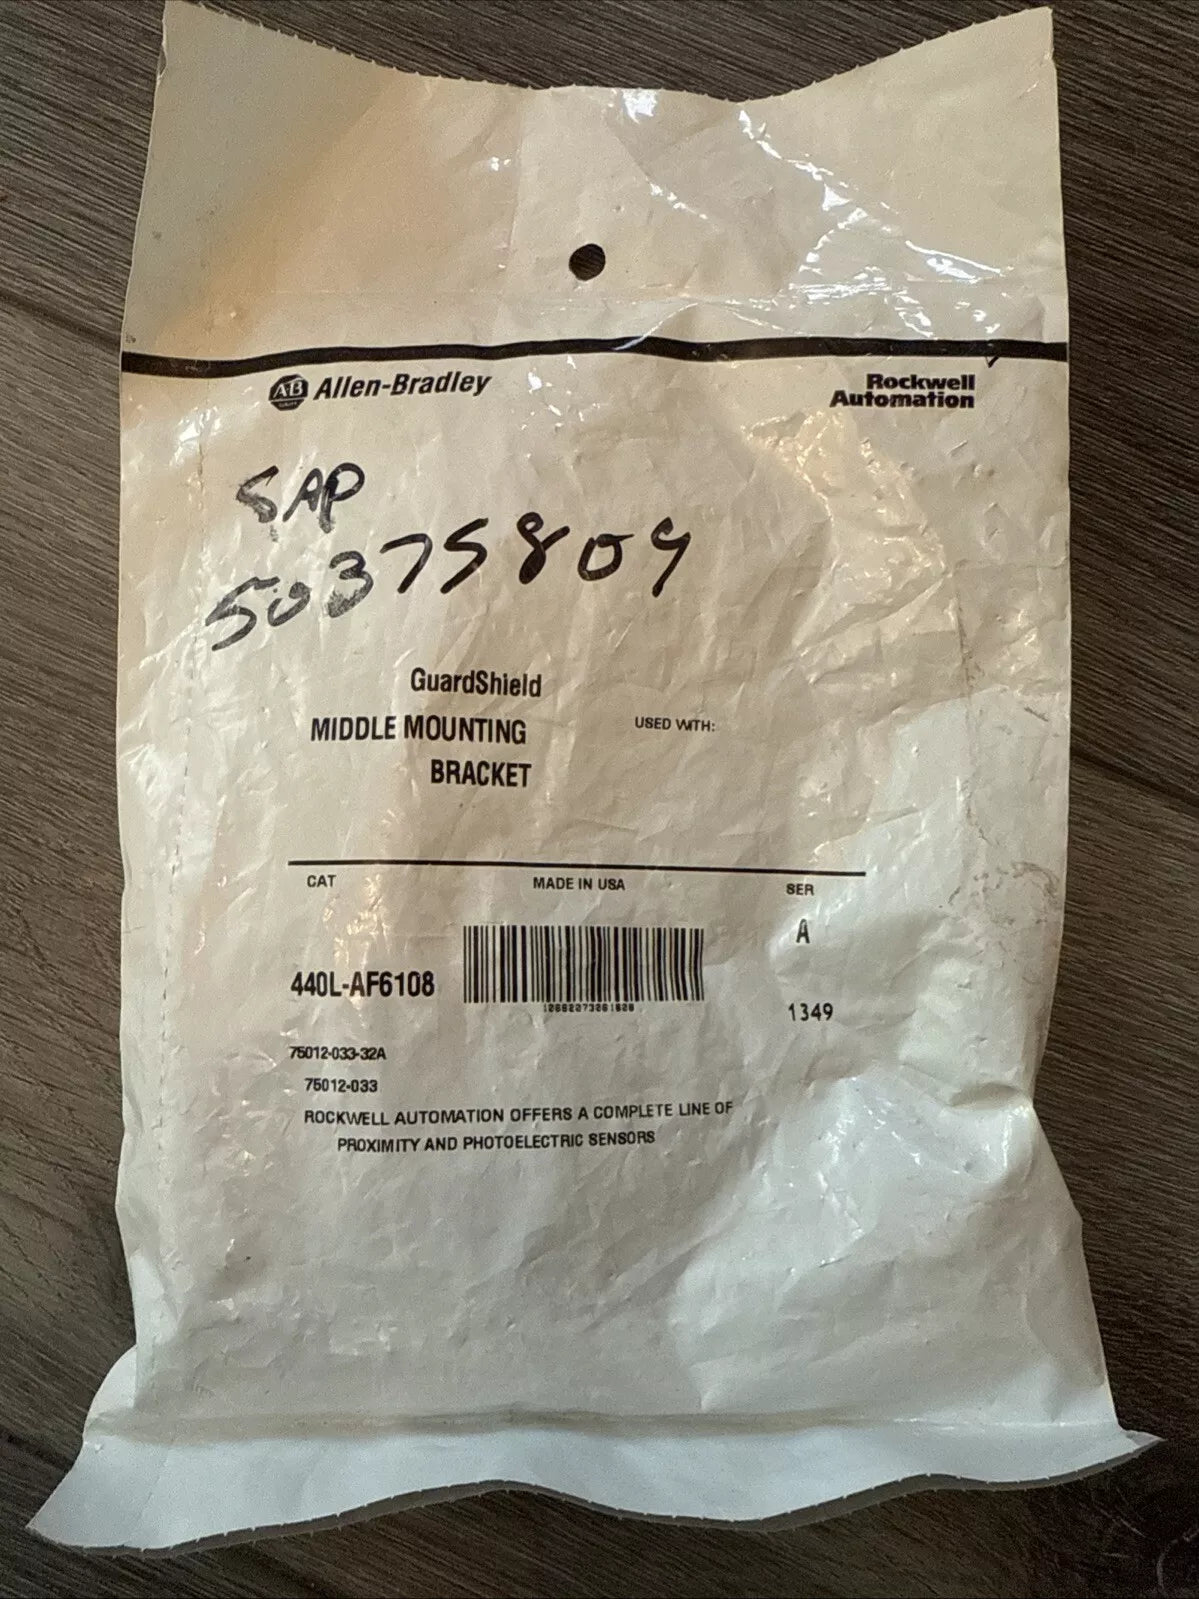 AB Allen-Bradley
Rockwell
Automation
SAP
50375809
GuardShield
MIDDLE MOUNTING
BRACKET
USED WITH:
CAT
MADE IN USA
SER
A
440L-AF6108
1349
75012-033-32A
75012-033
ROCKWELL AUTOMATION OFFERS A COMPLETE LINE OF
PROXIMITY AND PHOTOELECTRIC SENSORS